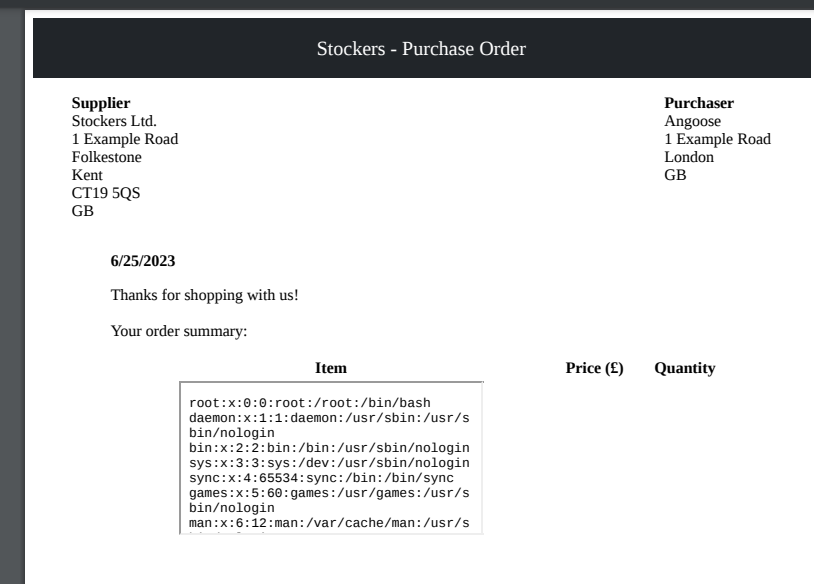 Stockers - Purchase Order
Supplier
Stockers Ltd.
1 Example Road
Folkestone
Kent
CT19 5QS
GB
Purchaser
Angoose
1 Example Road
London
GB
6/25/2023
Thanks for shopping with us!
Your order summary:
Item Price (£) Quantity
root:x:0:0:root:/root:/bin/bash
daemon:x:1:1:daemon:/usr/sbin:/usr/s
bin/nologin
bin:x:2:2:bin:/bin:/usr/sbin/nologin
sys:x:3:3:sys:/dev:/usr/sbin/nologin
sync:x:4:65534:sync:/bin:/bin/sync
games:x:5:60:games:/usr/games:/usr/s
bin/nologin
man:x:6:12:man:/var/cache/man:/usr/s